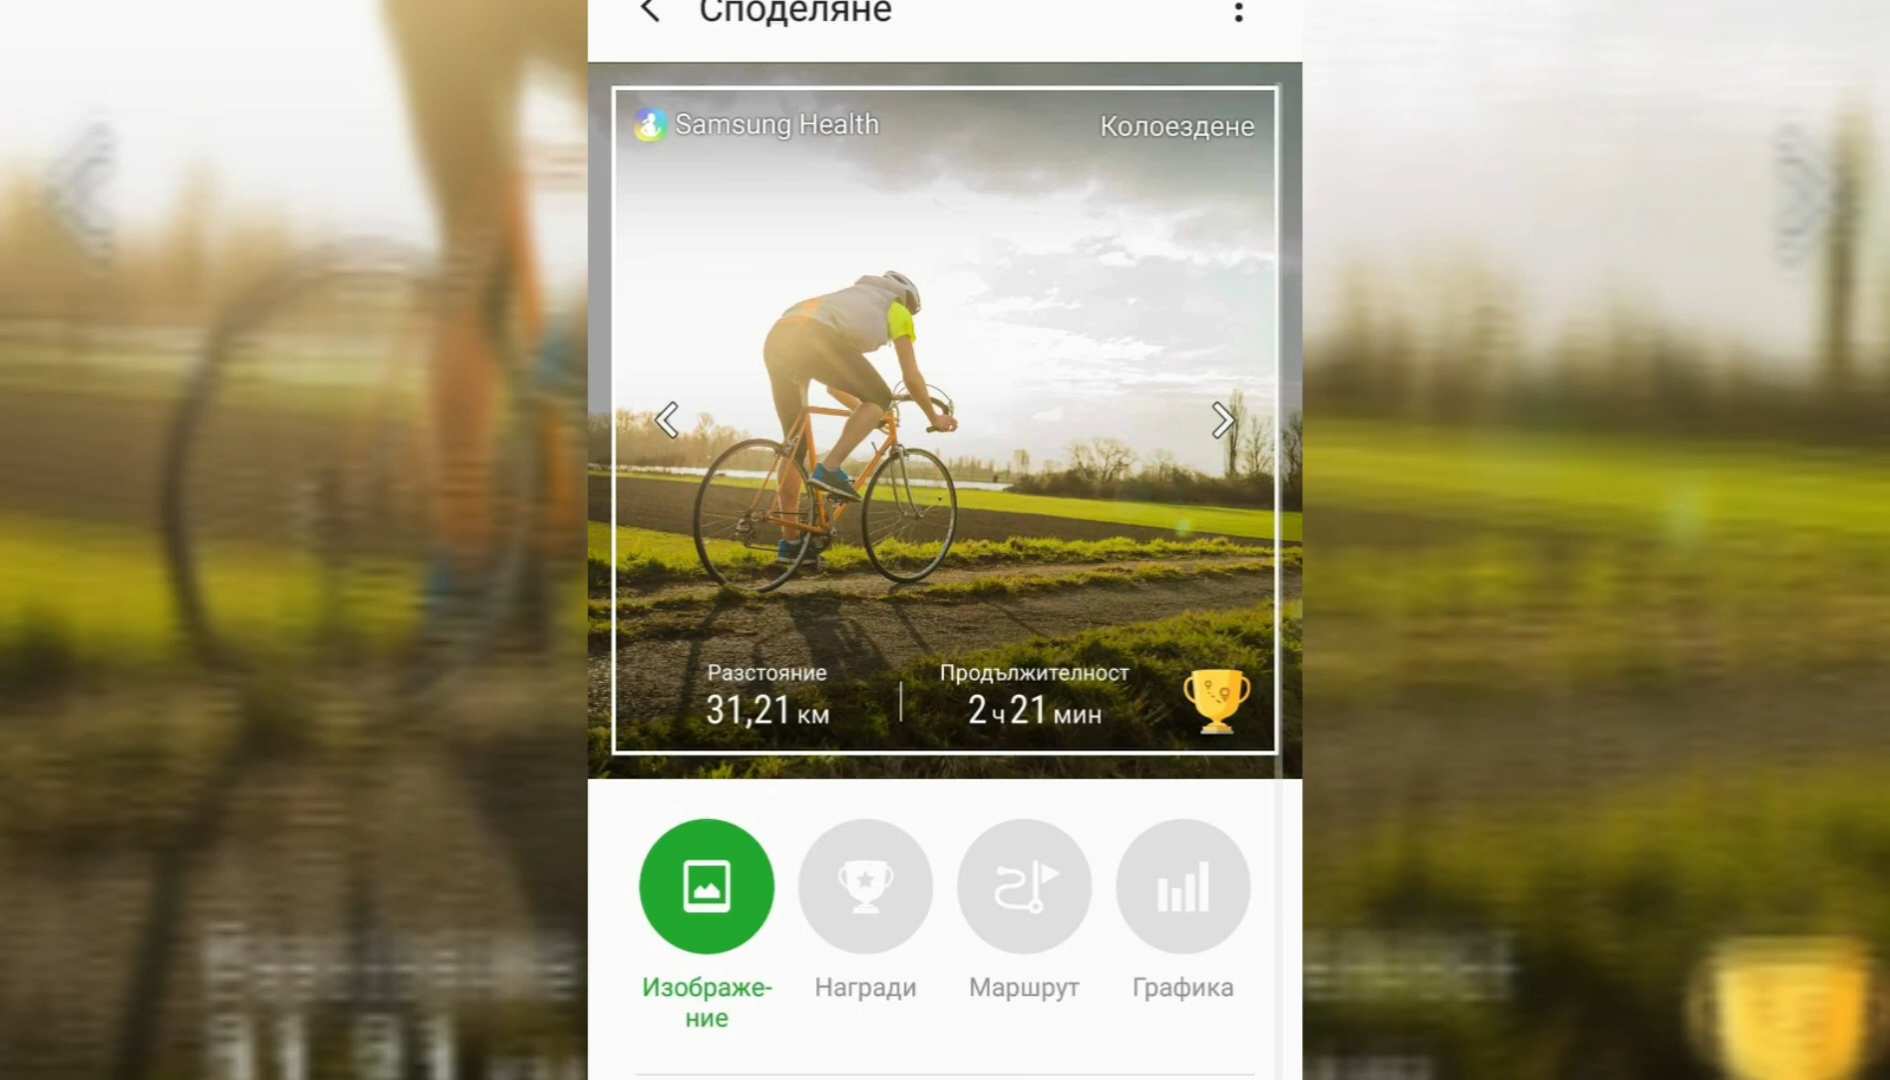 Споделяне
Samsung Health
Колоездене
Разстояние
Продължителност
31,21 км
2 ч 21 мин
Изображе-
ние
Награди
Маршрут
Графика